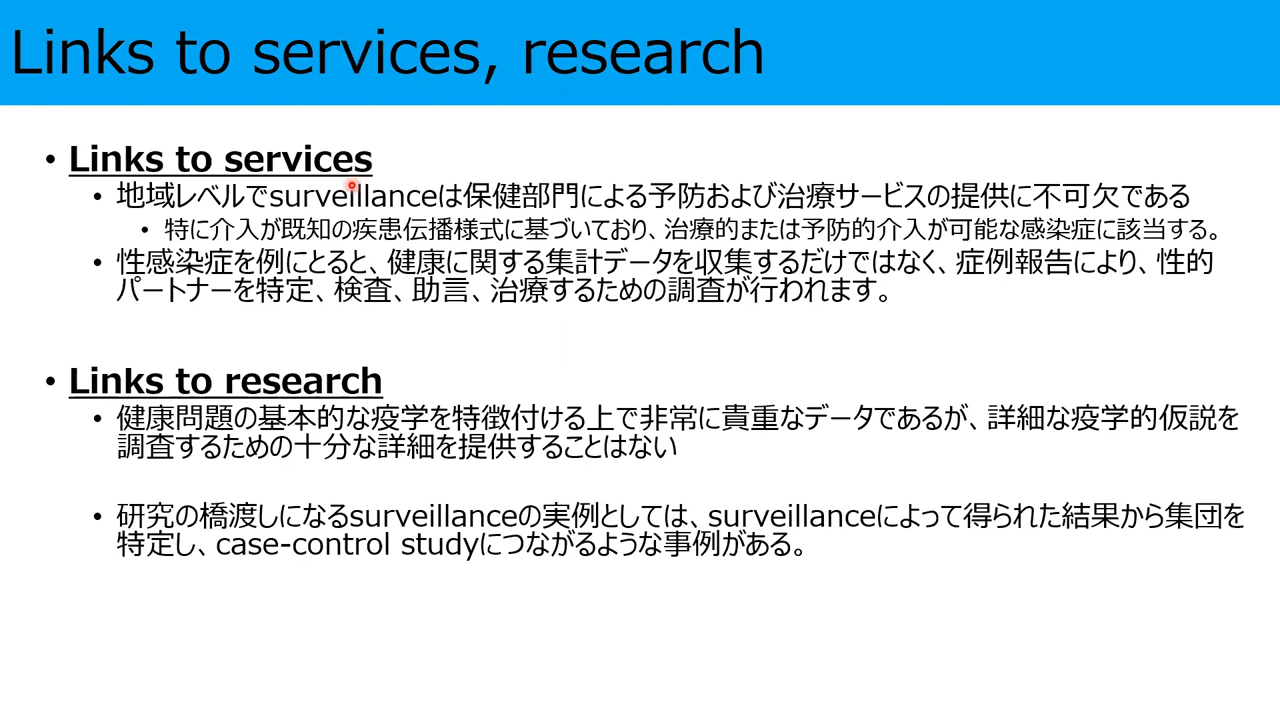 Links to services, research
• Links to services
• 地域レベルでsurveillanceは保健部門による予防および治療サービスの提供に不可欠である
• 特に介入が既知の疾患伝播様式に基づいており、治療的または予防的介入が可能な感染症に該当する。
• 性感染症を例にとると、健康に関する集計データを収集するだけではなく、症例報告により、性的
パートナーを特定、検査、助言、治療するための調査が行われます。
• Links to research
• 健康問題の基本的な疫学を特徴付ける上で非常に貴重なデータであるが、詳細な疫学的仮説を
調査するための十分な詳細を提供することはない
• 研究の橋渡しになるsurveillanceの実例としては、surveillanceによって得られた結果から集団を
特定し、case-control studyにつながるような事例がある。